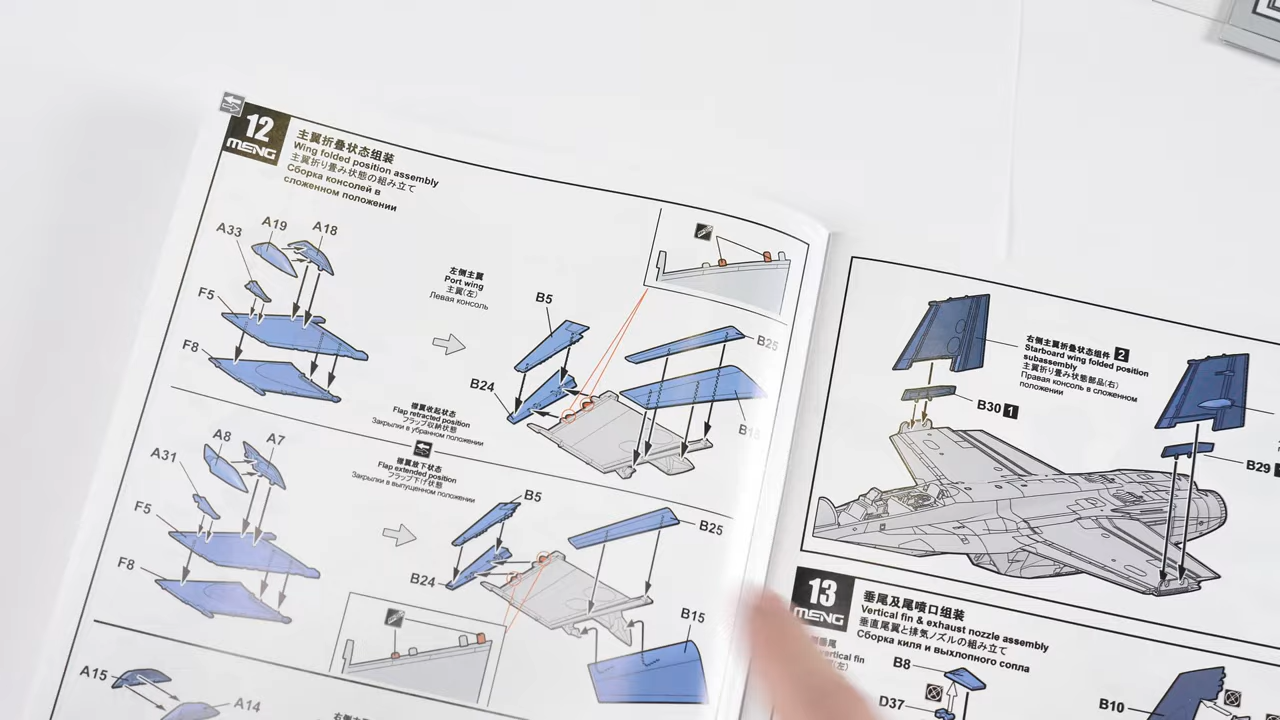 12
MENG
主翼折叠状态组装
Wing folded position assembly
主翼折り畳み状態の組み立て
Сборка консолей в
сложенном положении
A33
A19
A18
F5
F8
左侧主翼
Port wing
主翼(左)
Левая консоль
B5
B24
B25
襟翼收起状态
Flap retracted position
フラップ収納状態
Закрылки в убранном положении
襟翼放下状态
Flap extended position
フラップ下げ状態
Закрылки в выпущенном положении
A8
A7
A31
F5
F8
B5
B25
B24
B15
A15
A14
右侧主翼折叠状态组件 2
Starboard wing folded position
subassembly
主翼折り畳み状態部品(右)
Правая консоль в сложенном
положении
B30 1
B29
13
MENG
垂尾及尾喷口组装
Vertical fin & exhaust nozzle assembly
垂直尾翼と排気ノズルの組み立て
Сборка киля и выхлопного сопла
B8
D37
B10